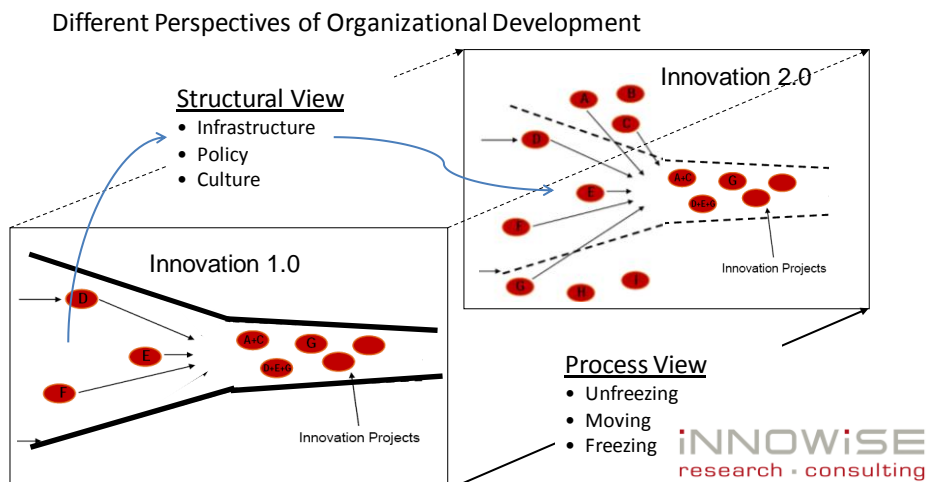 Different Perspectives of Organizational Development
Structural View
• Infrastructure
• Policy
• Culture
Innovation 2.0
A
B
C
D
E
F
G
H
I
A+C
G
D+E+G
Innovation Projects
Innovation 1.0
D
E
F
A+C
G
D+E+G
Innovation Projects
Process View
• Unfreezing
• Moving
• Freezing
iNNOWiSE
research ▪ consulting